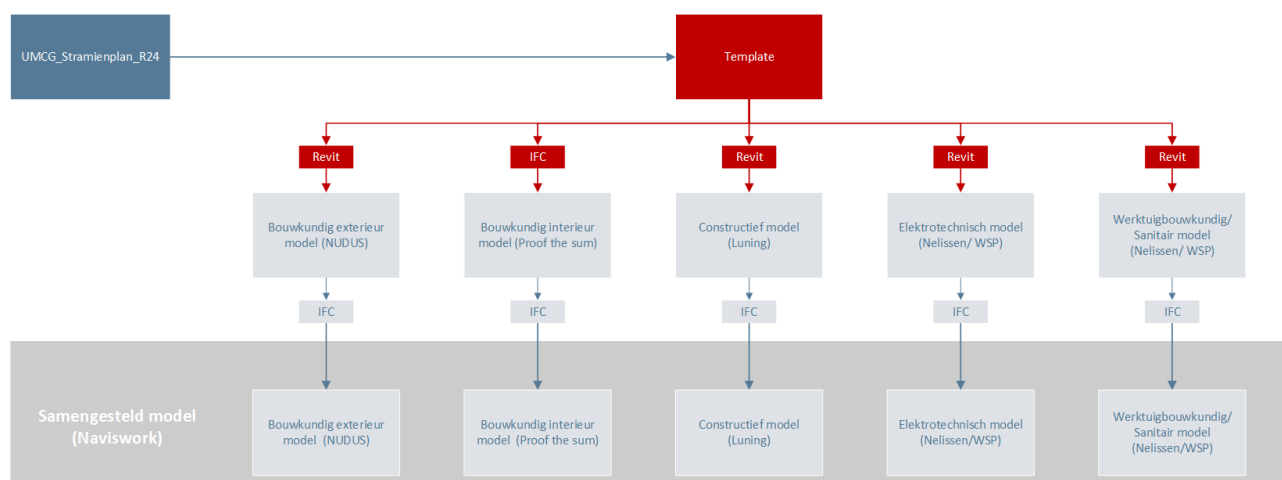 UMCG_Stramienplan_R24
Template
Revit
IFC
Revit
Revit
Revit
Bouwkundig exterieur
model (NUDUS)
Bouwkundig interieur
model (Proof the sum)
Constructief model
(Luning)
Elektrotechnisch model
(Nelissen/ WSP)
Werktuigbouwkundig/
Sanitair model
(Nelissen/ WSP)
IFC
IFC
IFC
IFC
IFC
Samengesteld model
(Naviswork)
Bouwkundig exterieur
model (NUDUS)
Bouwkundig interieur
model (Proof the sum)
Constructief model
(Luning)
Elektrotechnisch model
(Nelissen/WSP)
Werktuigbouwkundig/
Sanitair model
(Nelissen/WSP)